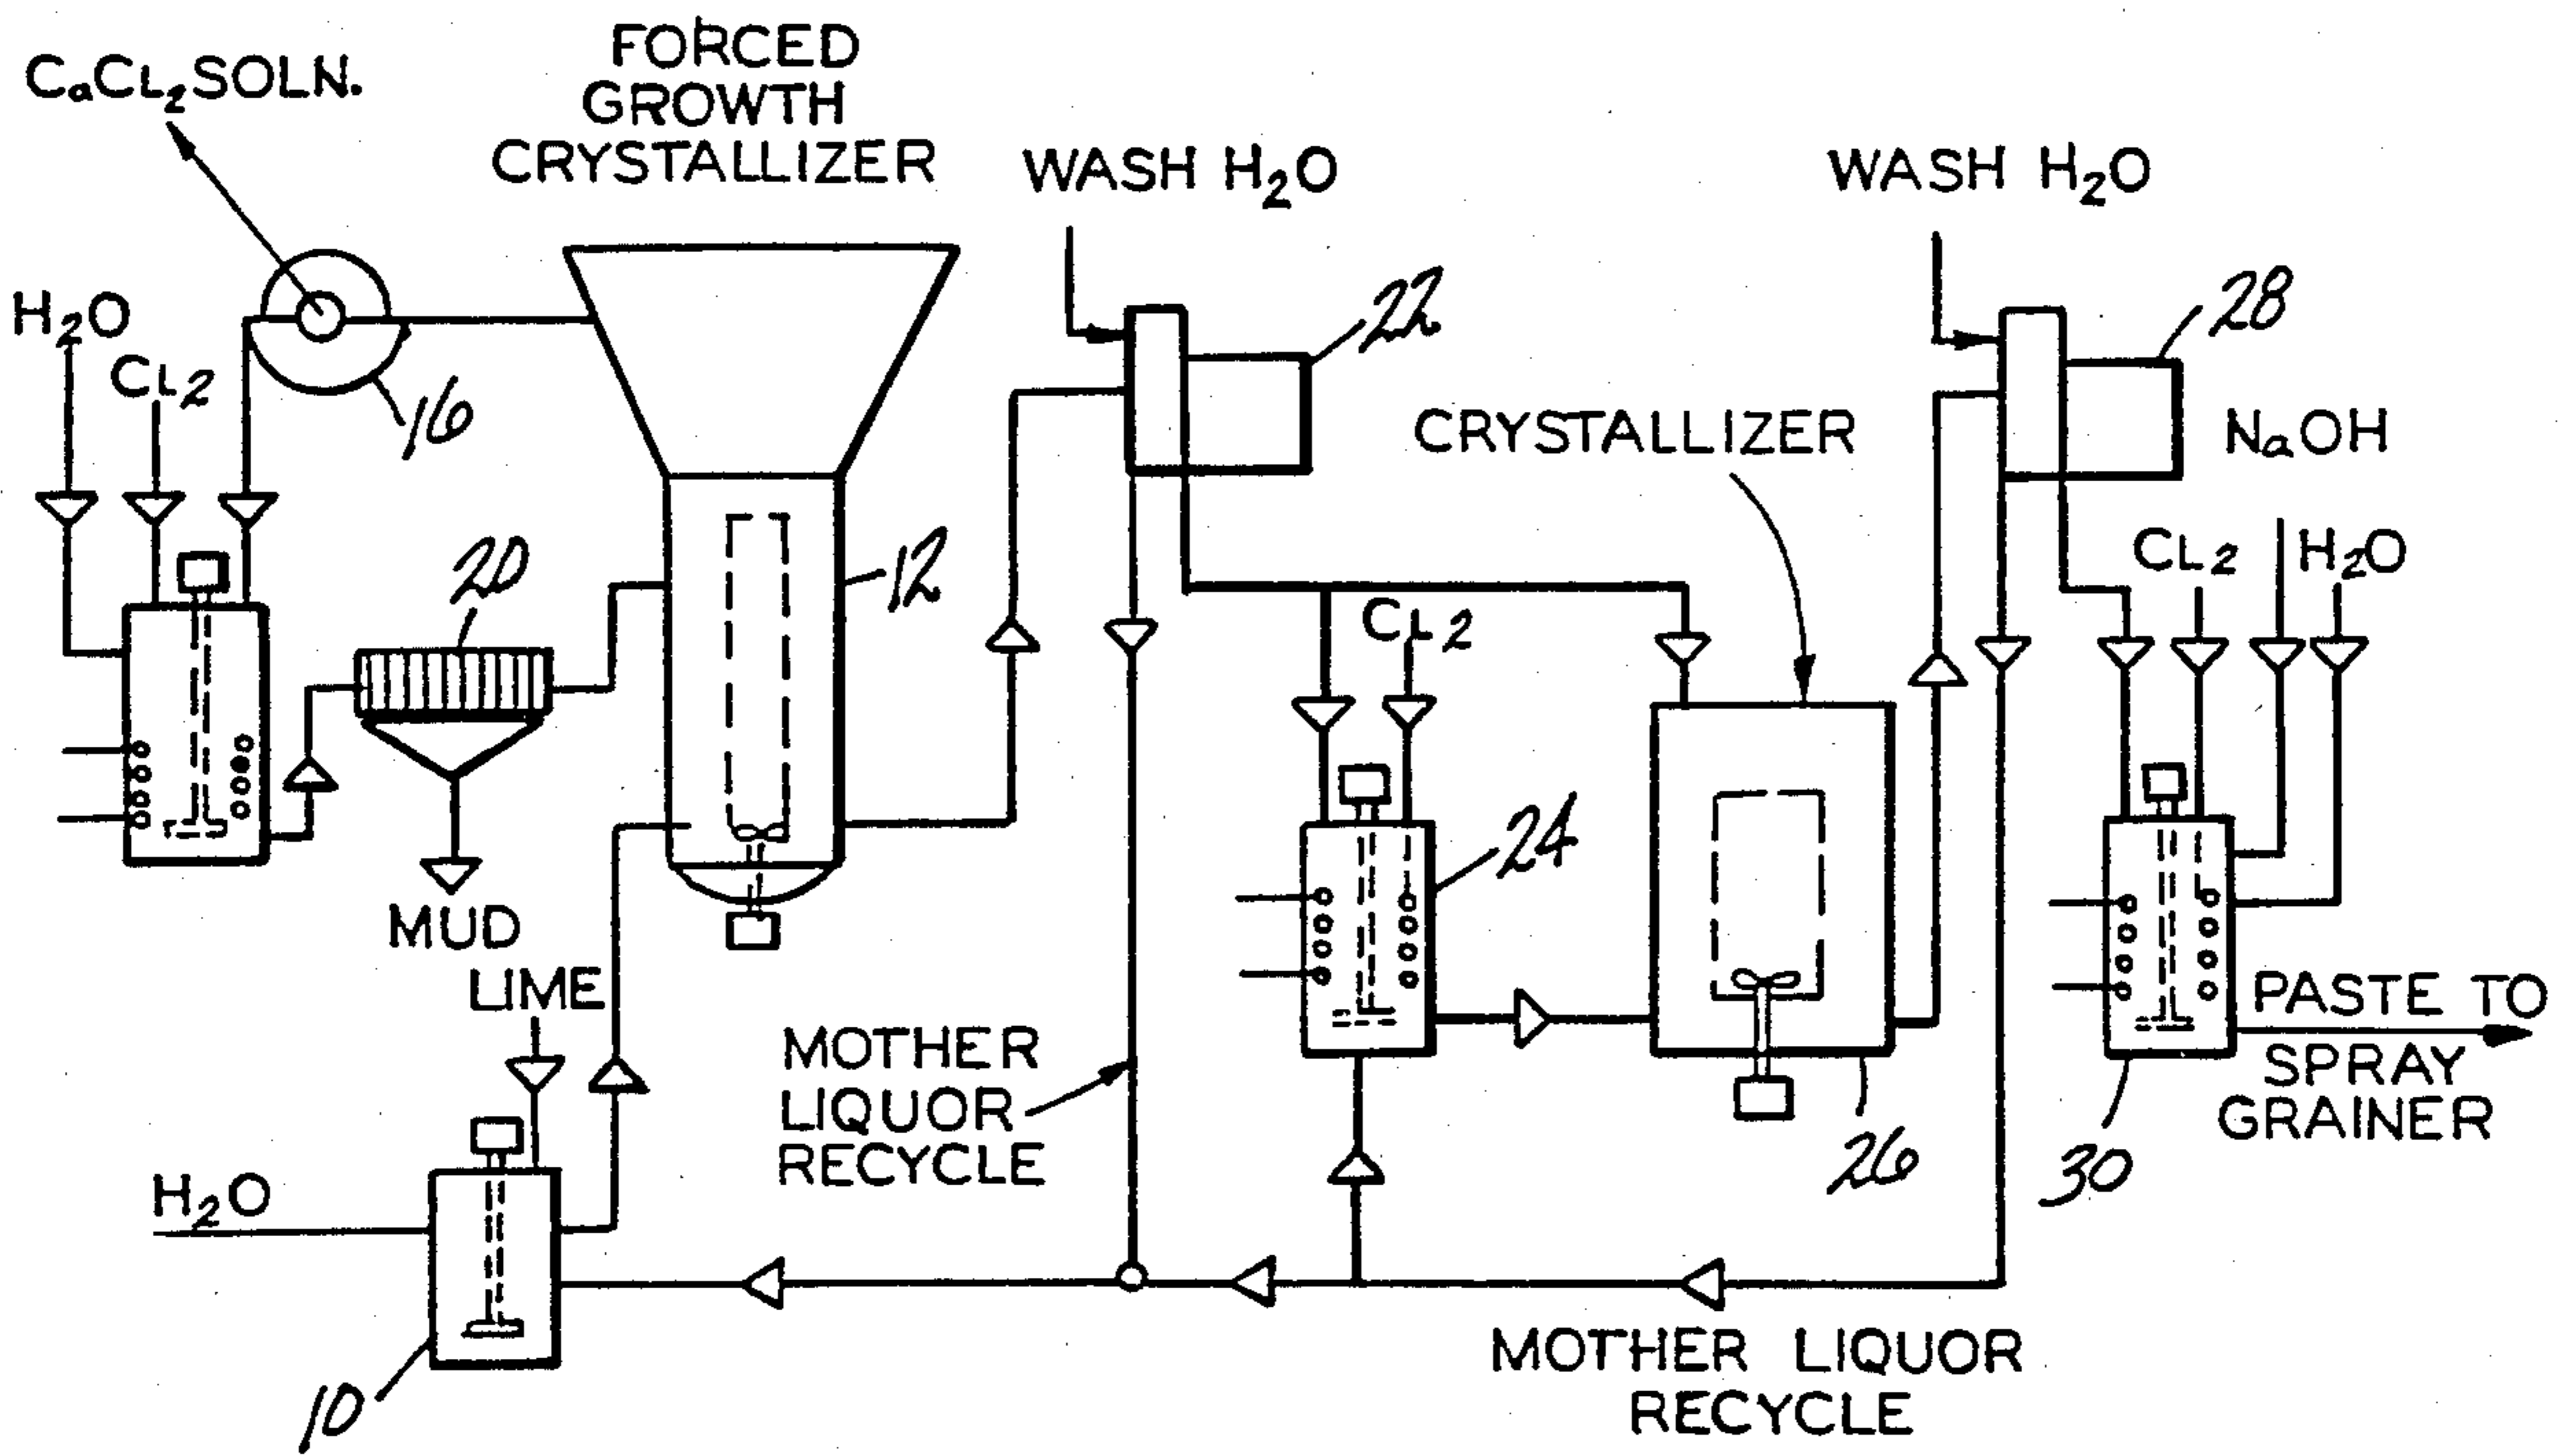 FORCED
GROWTH
CRYSTALLIZER
CaCL2 SOLN.
WASH H2O
WASH H2O
H2O
CL2
16
22
28
CRYSTALLIZER
NaOH
20
12
CL2
CL2
H2O
24
MUD
LIME
MOTHER
LIQUOR
RECYCLE
PASTE TO
SPRAY
GRAINER
26
30
H2O
10
MOTHER LIQUOR
RECYCLE